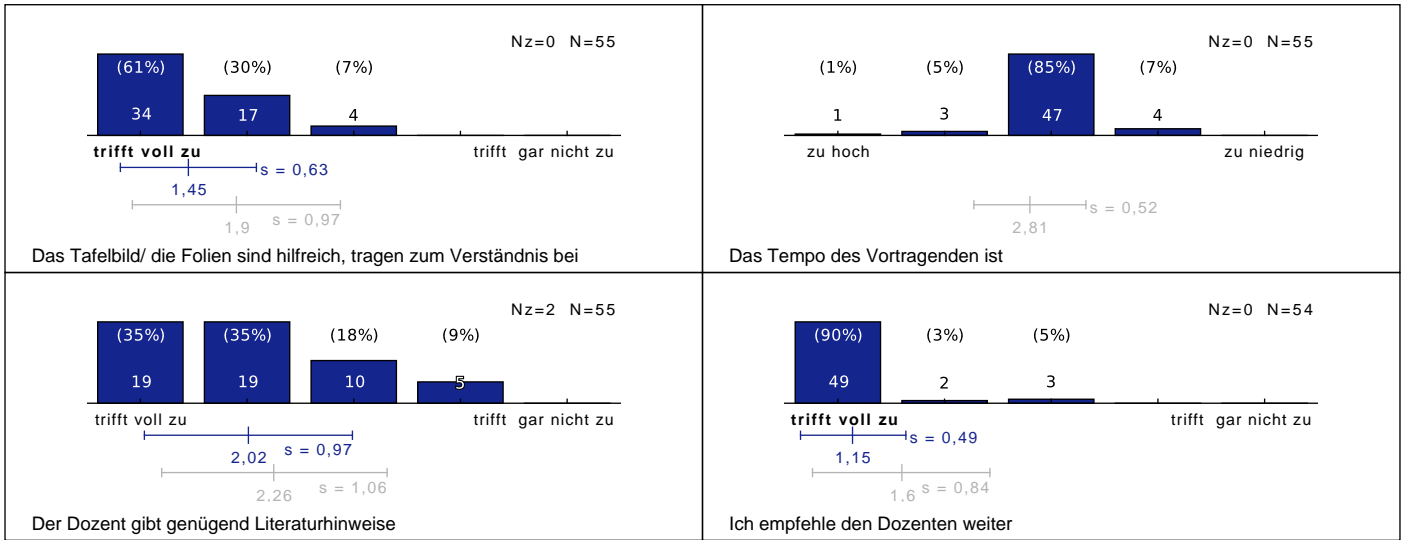 Nz=0 N=55
(61%) (30%) (7%)
34 17 4
trifft voll zu trifft gar nicht zu
s = 0,63
1,45
s = 0,97
1,9
Das Tafelbild/ die Folien sind hilfreich, tragen zum Verständnis bei
Nz=0 N=55
(1%) (5%) (85%) (7%)
1 3 47 4
zu hoch zu niedrig
s = 0,52
2,81
Das Tempo des Vortragenden ist
Nz=2 N=55
(35%) (35%) (18%) (9%)
19 19 10 5
trifft voll zu trifft gar nicht zu
s = 0,97
2,02
s = 1,06
2,26
Der Dozent gibt genügend Literaturhinweise
Nz=0 N=54
(90%) (3%) (5%)
49 2 3
trifft voll zu trifft gar nicht zu
s = 0,49
1,15
s = 0,84
1,6
Ich empfehle den Dozenten weiter